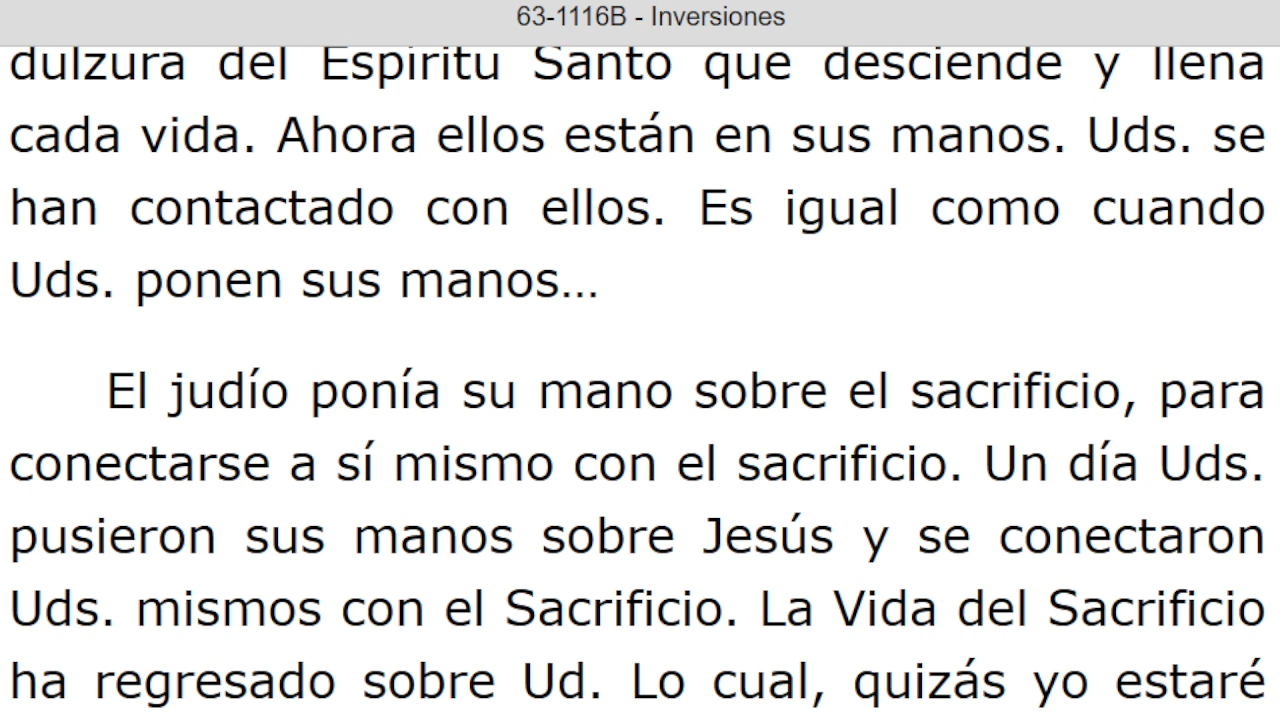 63-1116B - Inversiones
dulzura del Espíritu Santo que desciende y llena
cada vida. Ahora ellos están en sus manos. Uds. se
han contactado con ellos. Es igual como cuando
Uds. ponen sus manos...
El judío ponía su mano sobre el sacrificio, para
conectarse a sí mismo con el sacrificio. Un día Uds.
pusieron sus manos sobre Jesús y se conectaron
Uds. mismos con el Sacrificio. La Vida del Sacrificio
ha regresado sobre Ud. Lo cual, quizás yo estaré